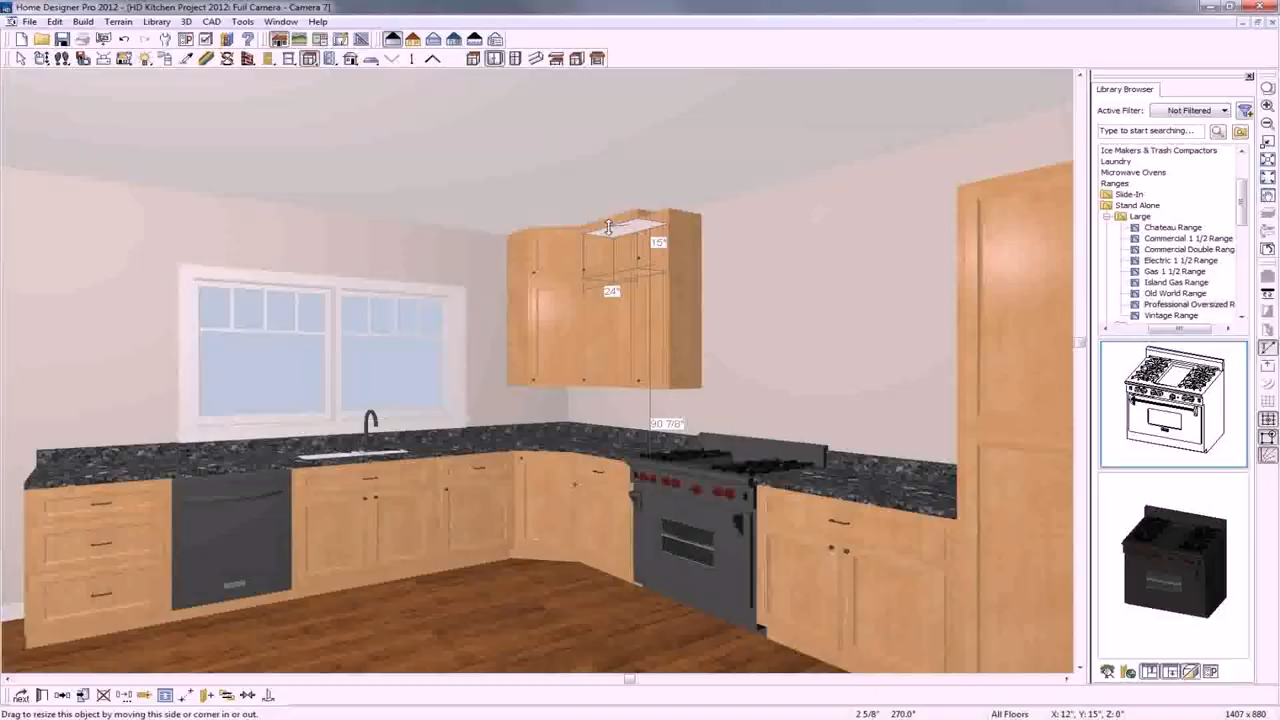 Home Designer Pro 2012 - [HD Kitchen Project 2012: Full Camera - Camera 7]
File Edit Build Terrain Library 3D CAD Tools Window Help
Library Browser
Active Filter: Not Filtered
Type to start searching...
Ice Makers & Trash Compactors
Laundry
Microwave Ovens
Ranges
Slide-In
Stand Alone
Large
Chateau Range
Commercial 1 1/2 Range
Commercial Double Rang
Electric 1 1/2 Range
Gas 1 1/2 Range
Island Gas Range
Old World Range
Professional Oversized R
Vintage Range
15"
24"
90 7/8"
next
Drag to resize this object by moving this side or corner in or out.
2 5/8" 270.0° All Floors X: 12", Y: 15", Z: 0" 1407 x 880